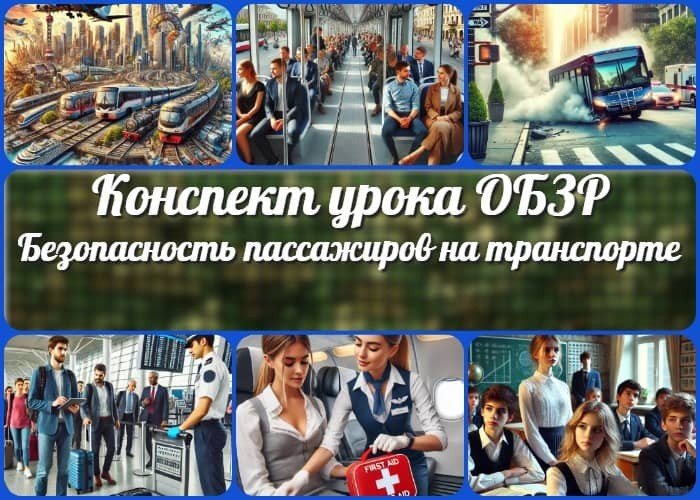 Конспект урока ОБЗР
Безопасность пассажиров на транспорте
FIRST AID